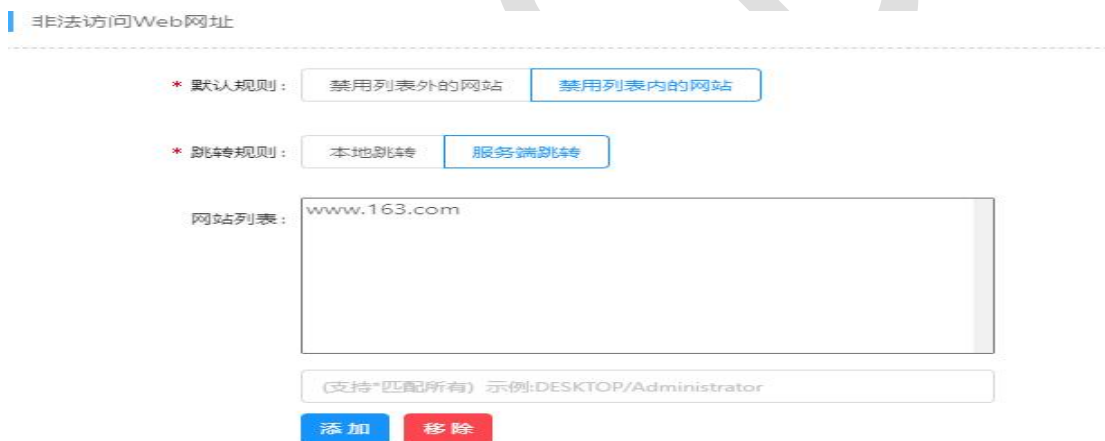 非法访问Web网址
* 默认规则: 禁用列表外的网站 禁用列表内的网站
* 跳转规则: 本地跳转 服务端跳转
网站列表: www.163.com
(支持*匹配所有) 示例:DESKTOP/Administrator
添加 移除